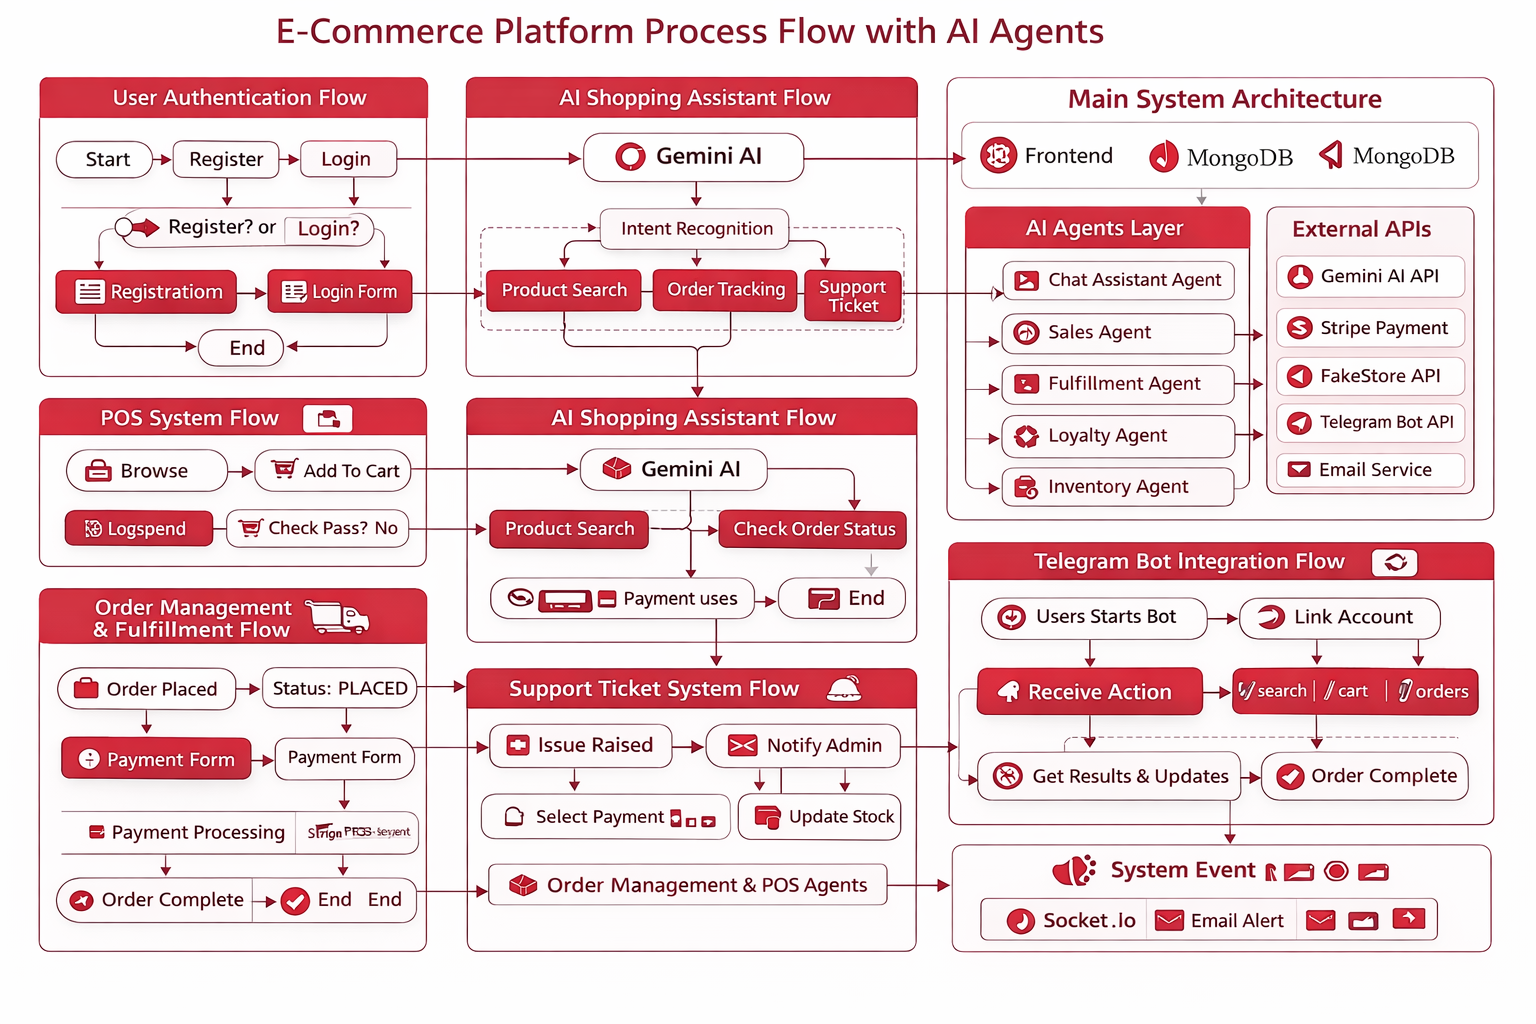 E-Commerce Platform Process Flow with AI Agents
User Authentication Flow
Start
Register
Login
Register? or
Login?
Registratiom
Login Form
End
AI Shopping Assistant Flow
Gemini AI
Intent Recognition
Product Search
Order Tracking
Support
Ticket
Main System Architecture
Frontend
MongoDB
MongoDB
AI Agents Layer
Chat Assistant Agent
Sales Agent
Fulfillment Agent
Loyalty Agent
Inventory Agent
External APIs
Gemini AI API
Stripe Payment
FakeStore API
Telegram Bot API
Email Service
POS System Flow
Browse
Add To Cart
Logspend
Check Pass? No
AI Shopping Assistant Flow
Gemini AI
Product Search
Check Order Status
Payment uses
End
Telegram Bot Integration Flow
Users Starts Bot
Link Account
Receive Action
search
cart
orders
Get Results & Updates
Order Complete
Order Management
& Fulfillment Flow
Order Placed
Status: PLACED
Payment Form
Payment Form
Payment Processing
Order Complete
End End
Support Ticket System Flow
Issue Raised
Notify Admin
Select Payment
Update Stock
Order Management & POS Agents
System Event
Socket.io
Email Alert